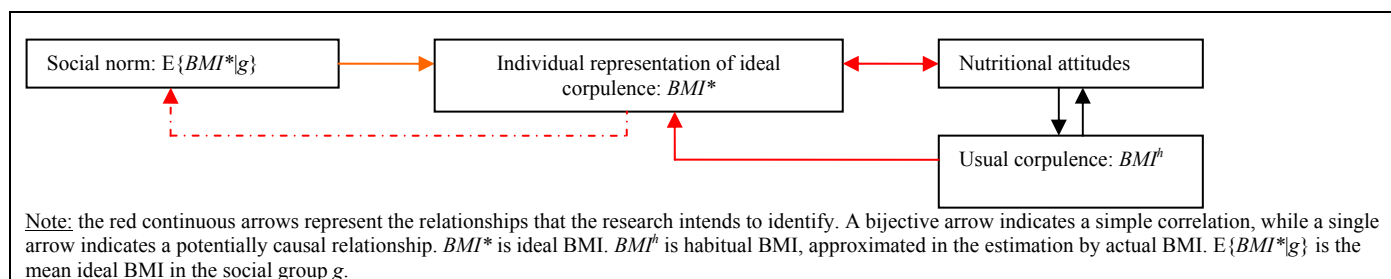 Social norm: E{BMI*|g}
Individual representation of ideal
corpulence: BMI*
Nutritional attitudes
Usual corpulence: BMIʰ
Note: the red continuous arrows represent the relationships that the research intends to identify. A bijective arrow indicates a simple correlation, while a single
arrow indicates a potentially causal relationship. BMI* is ideal BMI. BMIʰ is habitual BMI, approximated in the estimation by actual BMI. E{BMI*|g} is the
mean ideal BMI in the social group g.